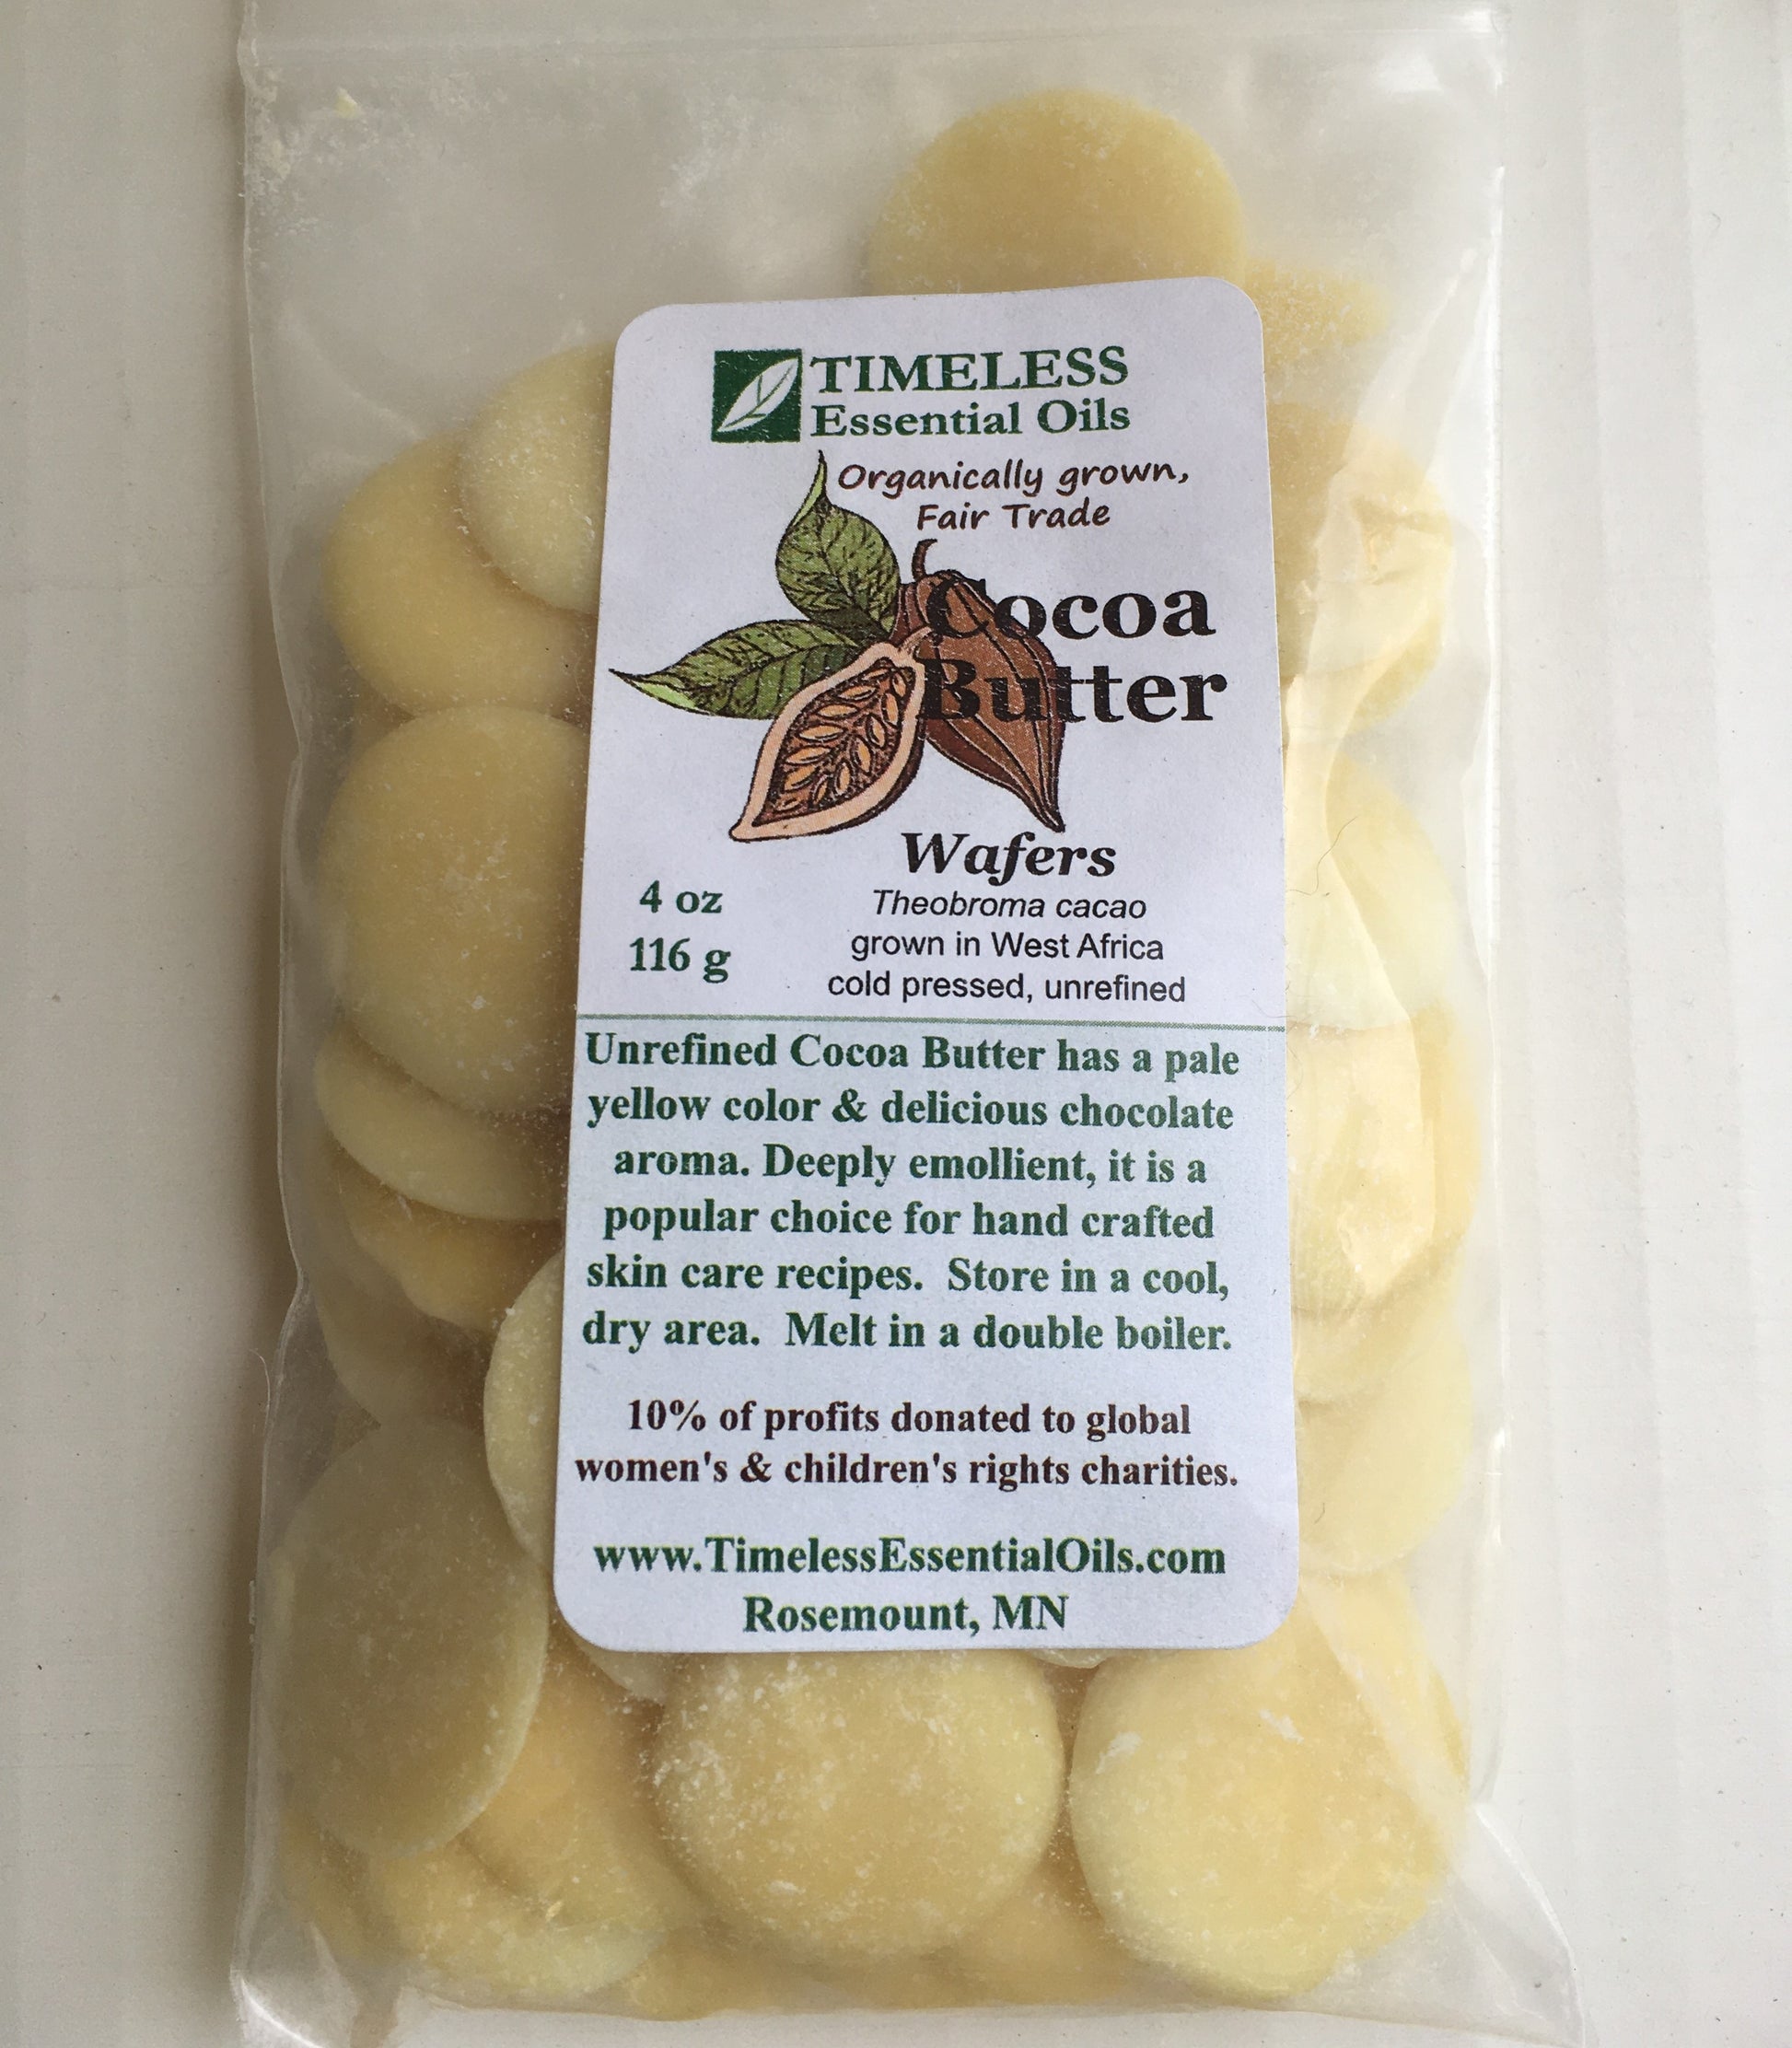 TIMELESS
Essential Oils
Organically grown,
Fair Trade
Cocoa
Butter
Wafers
4 oz
116 g
Theobroma cacao
grown in West Africa
cold pressed, unrefined
Unrefined Cocoa Butter has a pale
yellow color & delicious chocolate
aroma. Deeply emollient, it is a
popular choice for hand crafted
skin care recipes. Store in a cool,
dry area. Melt in a double boiler.
10% of profits donated to global
women's & children's rights charities.
www.TimelessEssentialOils.com
Rosemount, MN